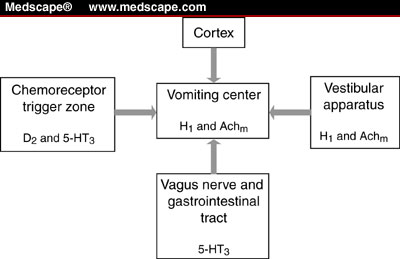 Medscape® www.medscape.com
Cortex
Chemoreceptor
trigger zone
D₂ and 5-HT₃
Vomiting center
H₁ and Achₘ
Vestibular
apparatus
H₁ and Achₘ
Vagus nerve and
gastrointestinal
tract
5-HT₃